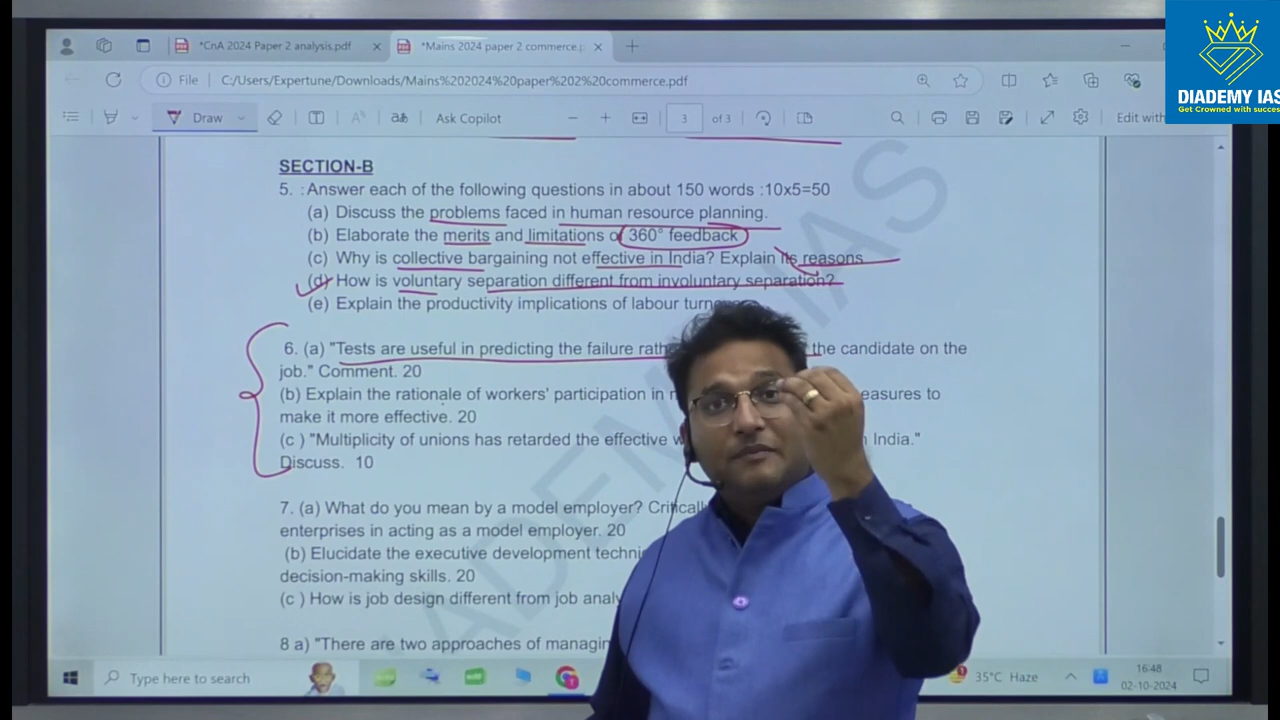 *CnA 2024 Paper 2 analysis.pdf
*Mains 2024 paper 2 commerce.p
DIADEMY IAS
Get Crowned with success
File C:/Users/Expertune/Downloads/Mains%202024%20paper%202%20commerce.pdf
Draw
Ask Copilot
3 of 3
Edit with
SECTION-B
5. :Answer each of the following questions in about 150 words :10x5=50
(a) Discuss the problems faced in human resource planning.
(b) Elaborate the merits and limitations of 360° feedback
(c) Why is collective bargaining not effective in India? Explain its reasons
(d) How is voluntary separation different from involuntary separation?
(e) Explain the productivity implications of labour
6. (a) "Tests are useful in predicting the failure the candidate on the
job." Comment. 20
(b) Explain the rationale of workers' participation in to
make it more effective. 20
(c ) "Multiplicity of unions has retarded the effective India."
Discuss. 10
7. (a) What do you mean by a model employer?
enterprises in acting as a model employer. 20
(b) Elucidate the executive development
decision-making skills. 20
(c ) How is job design different from job
8 a) "There are two approaches of
DIADEMY IAS
Type here to search
35°C Haze
16:48
02-10-2024